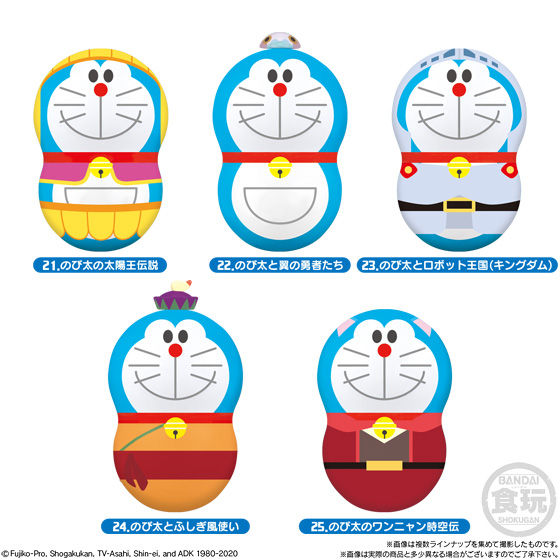 21.のび太の太陽王伝説
22.のび太と翼の勇者たち
23.のび太とロボット王国(キングダム)
24.のび太とふしぎ風使い
25.のび太のワンニャン時空伝
BANDAI
食玩
SHOKUGAN
©Fujiko-Pro, Shogakukan, TV-Asahi, Shin-ei, and ADK 1980-2020
※画像は複数ラインナップを集めて撮影したものです。
※画像は実際の商品と多少異なる場合がございますのでご了承下さい。